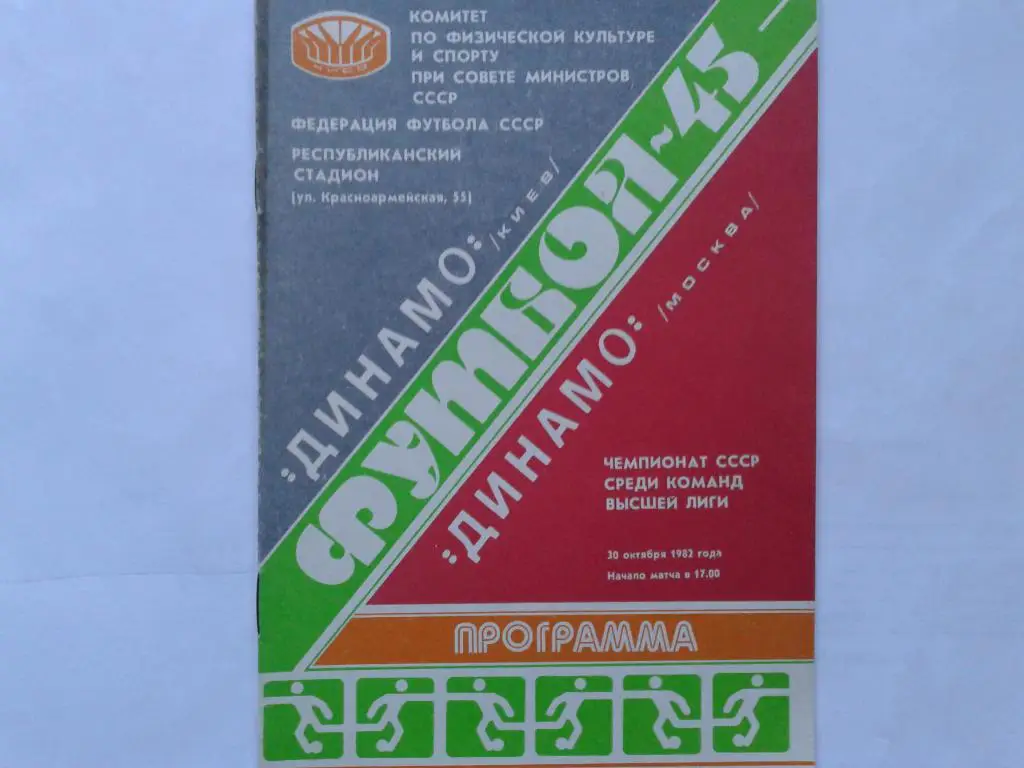 КИЕВ
КОМИТЕТ
ПО ФИЗИЧЕСКОЙ КУЛЬТУРЕ
И СПОРТУ
ПРИ СОВЕТЕ МИНИСТРОВ
СССР
ФЕДЕРАЦИЯ ФУТБОЛА СССР
РЕСПУБЛИКАНСКИЙ
СТАДИОН
(ул. Красноармейская, 55)
:ДИНАМО: /КИЕВ/
ФУТБОЛ-45
:ДИНАМО: /МОСКВА/
ЧЕМПИОНАТ СССР
СРЕДИ КОМАНД
ВЫСШЕЙ ЛИГИ
30 октября 1982 года
Начало матча в 17.00
ПРОГРАММА